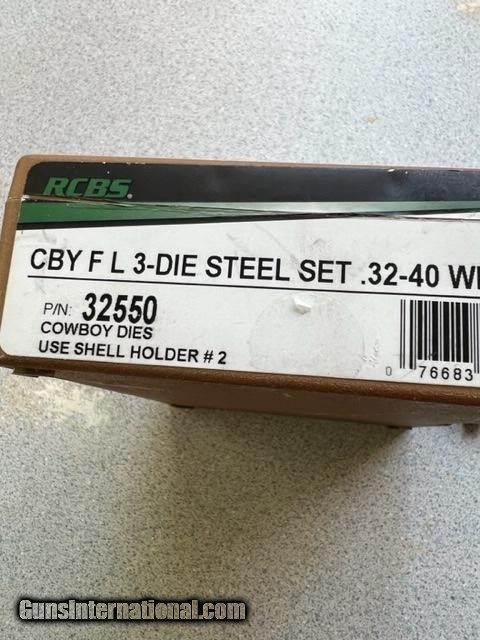 RCBS.
CBY F L 3-DIE STEEL SET .32-40
P/N: 32550
COWBOY DIES
USE SHELL HOLDER # 2
0 76683
GunsInternational.com